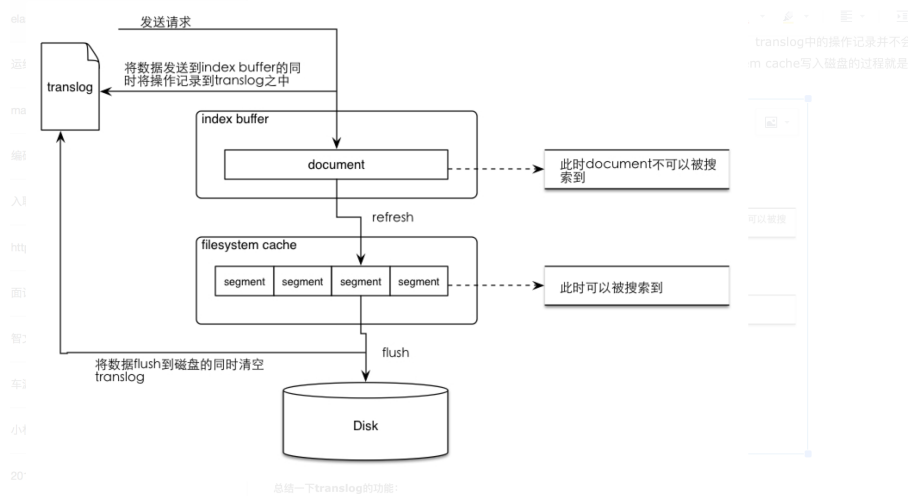 发送请求
translog
将数据发送到index buffer的同
时将操作记录到translog之中
index buffer
document
此时document不可以被搜
索到
refresh
filesystem cache
segment segment segment segment
此时可以被搜索到
flush
将数据flush到磁盘的同时清空
translog
Disk
translog中的操作记录并不会
m cache写入磁盘的过程就是
可以被搜
总结一下translog的功能：